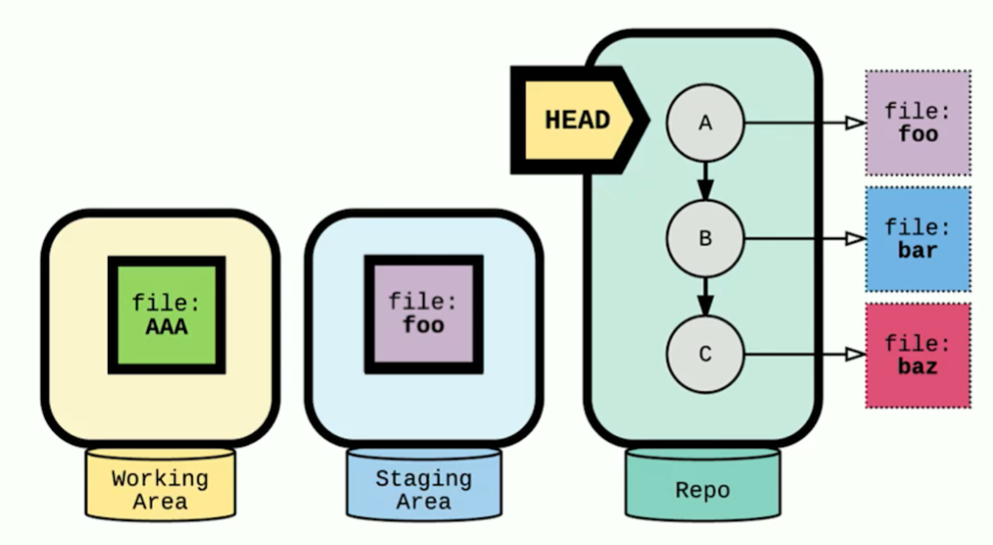 HEAD
A
file:
foo
B
file:
bar
C
file:
baz
file:
AAA
file:
foo
Working
Area
Staging
Area
Repo